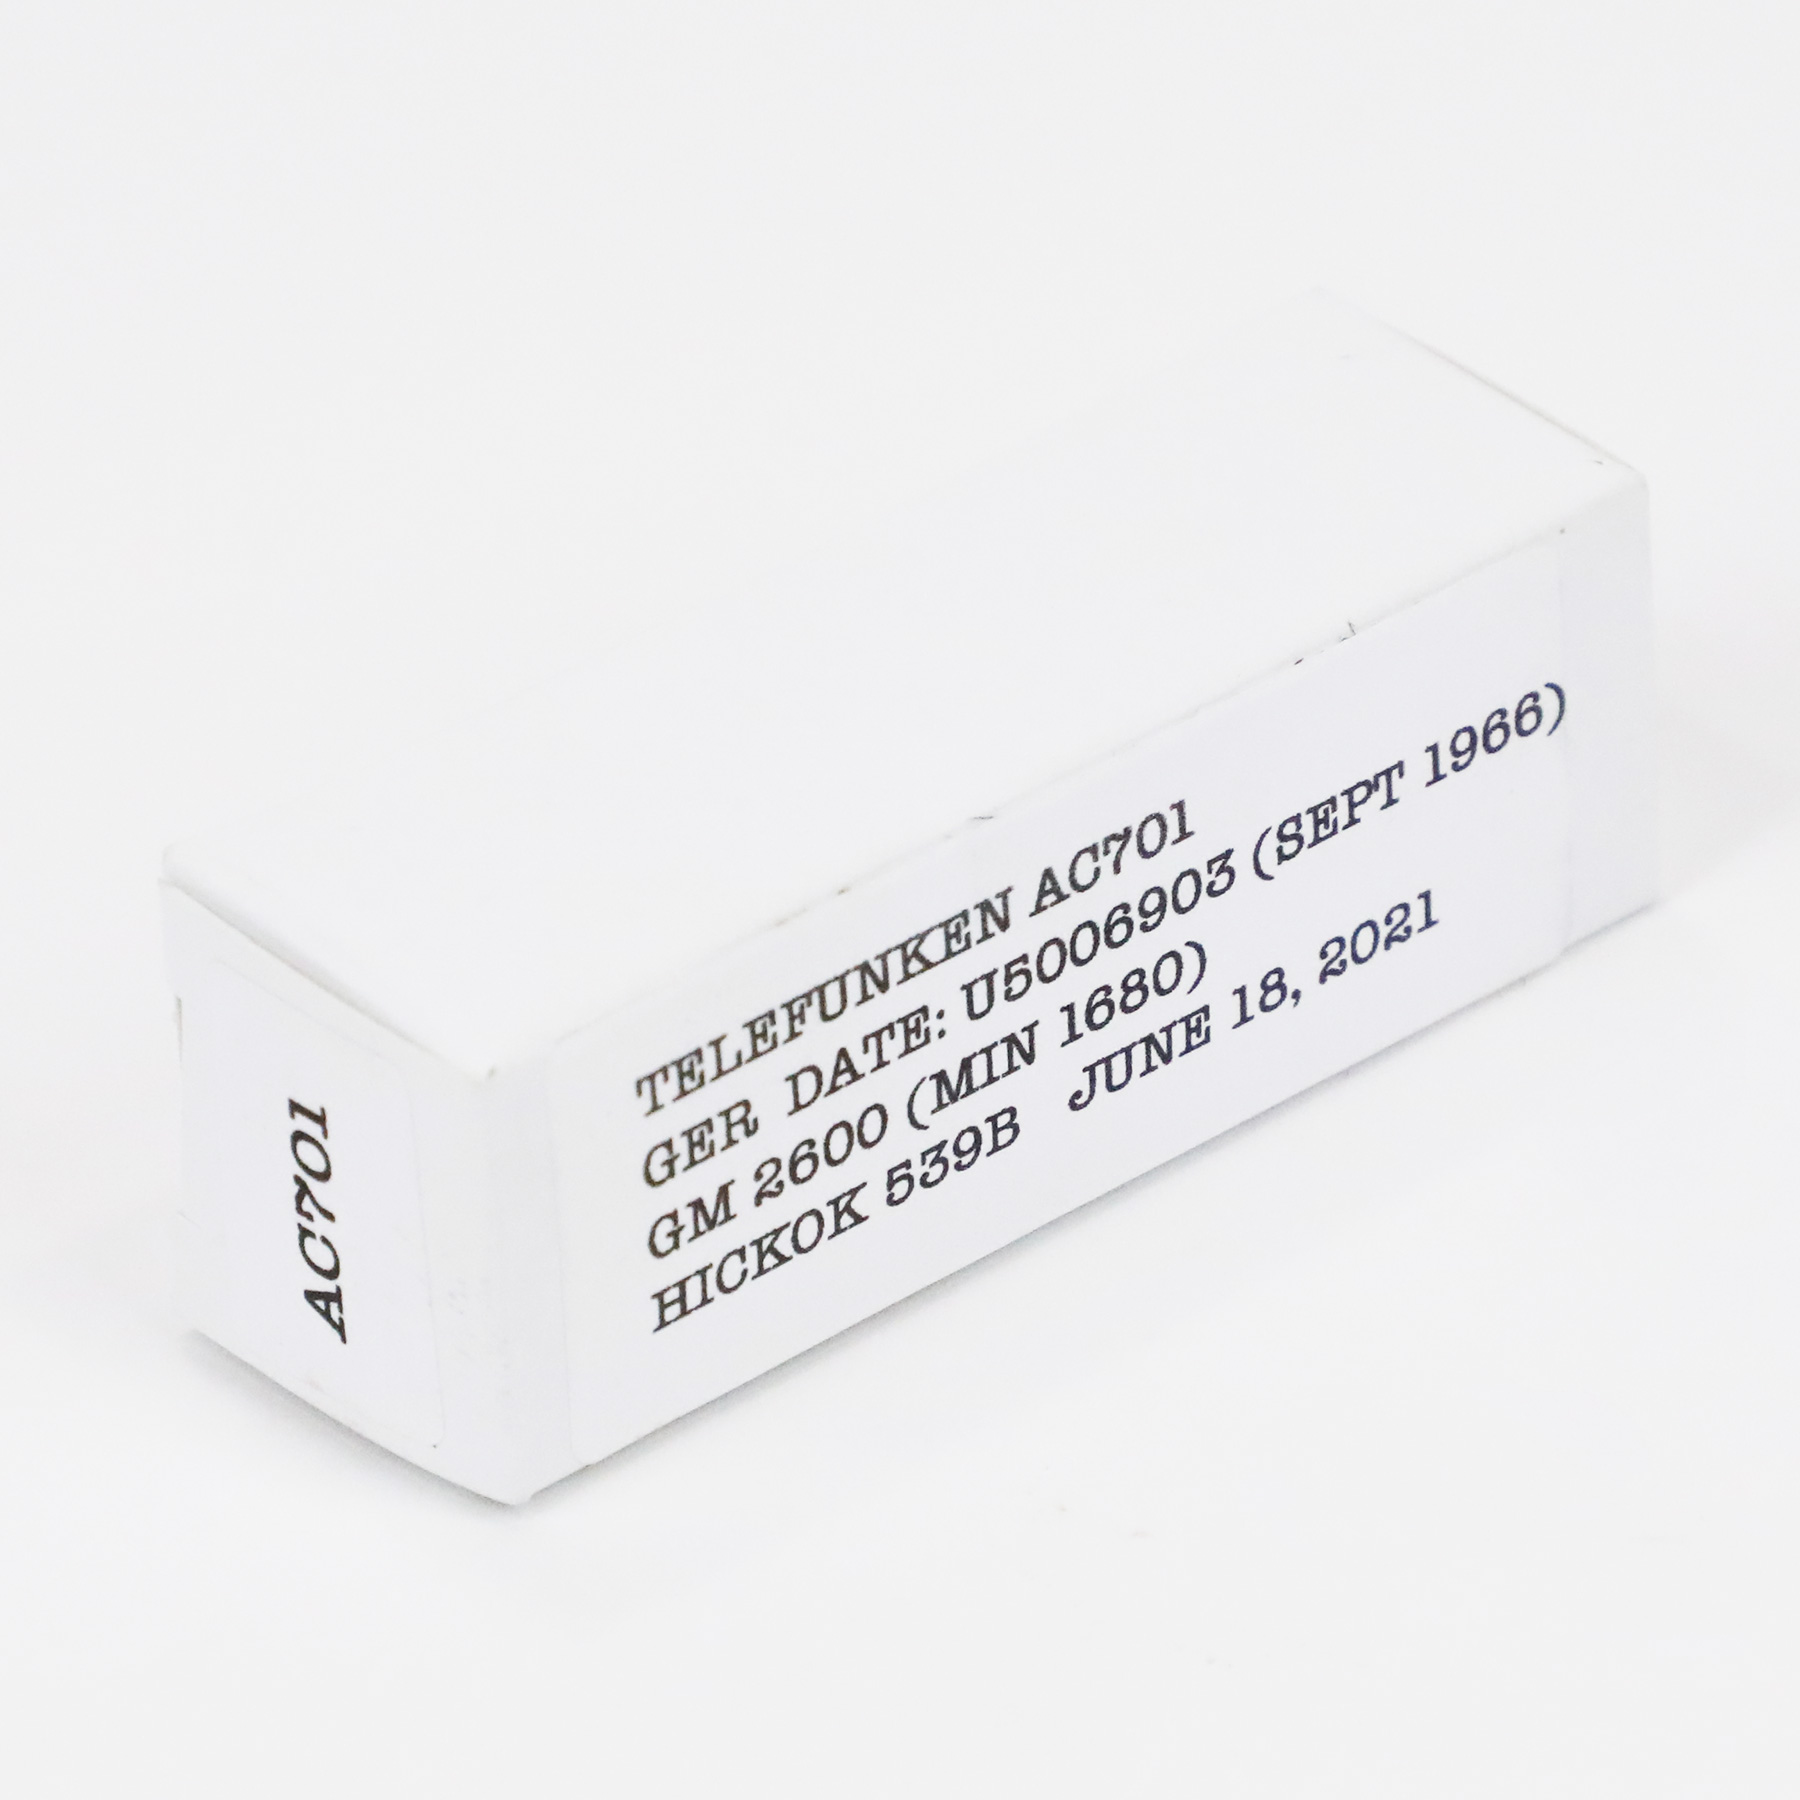 AC701
TELEFUNKEN AC701
GER DATE: U5006903 (SEPT 1966)
GM 2600 (MIN 1680)
HICKOK 539B JUNE 18, 2021